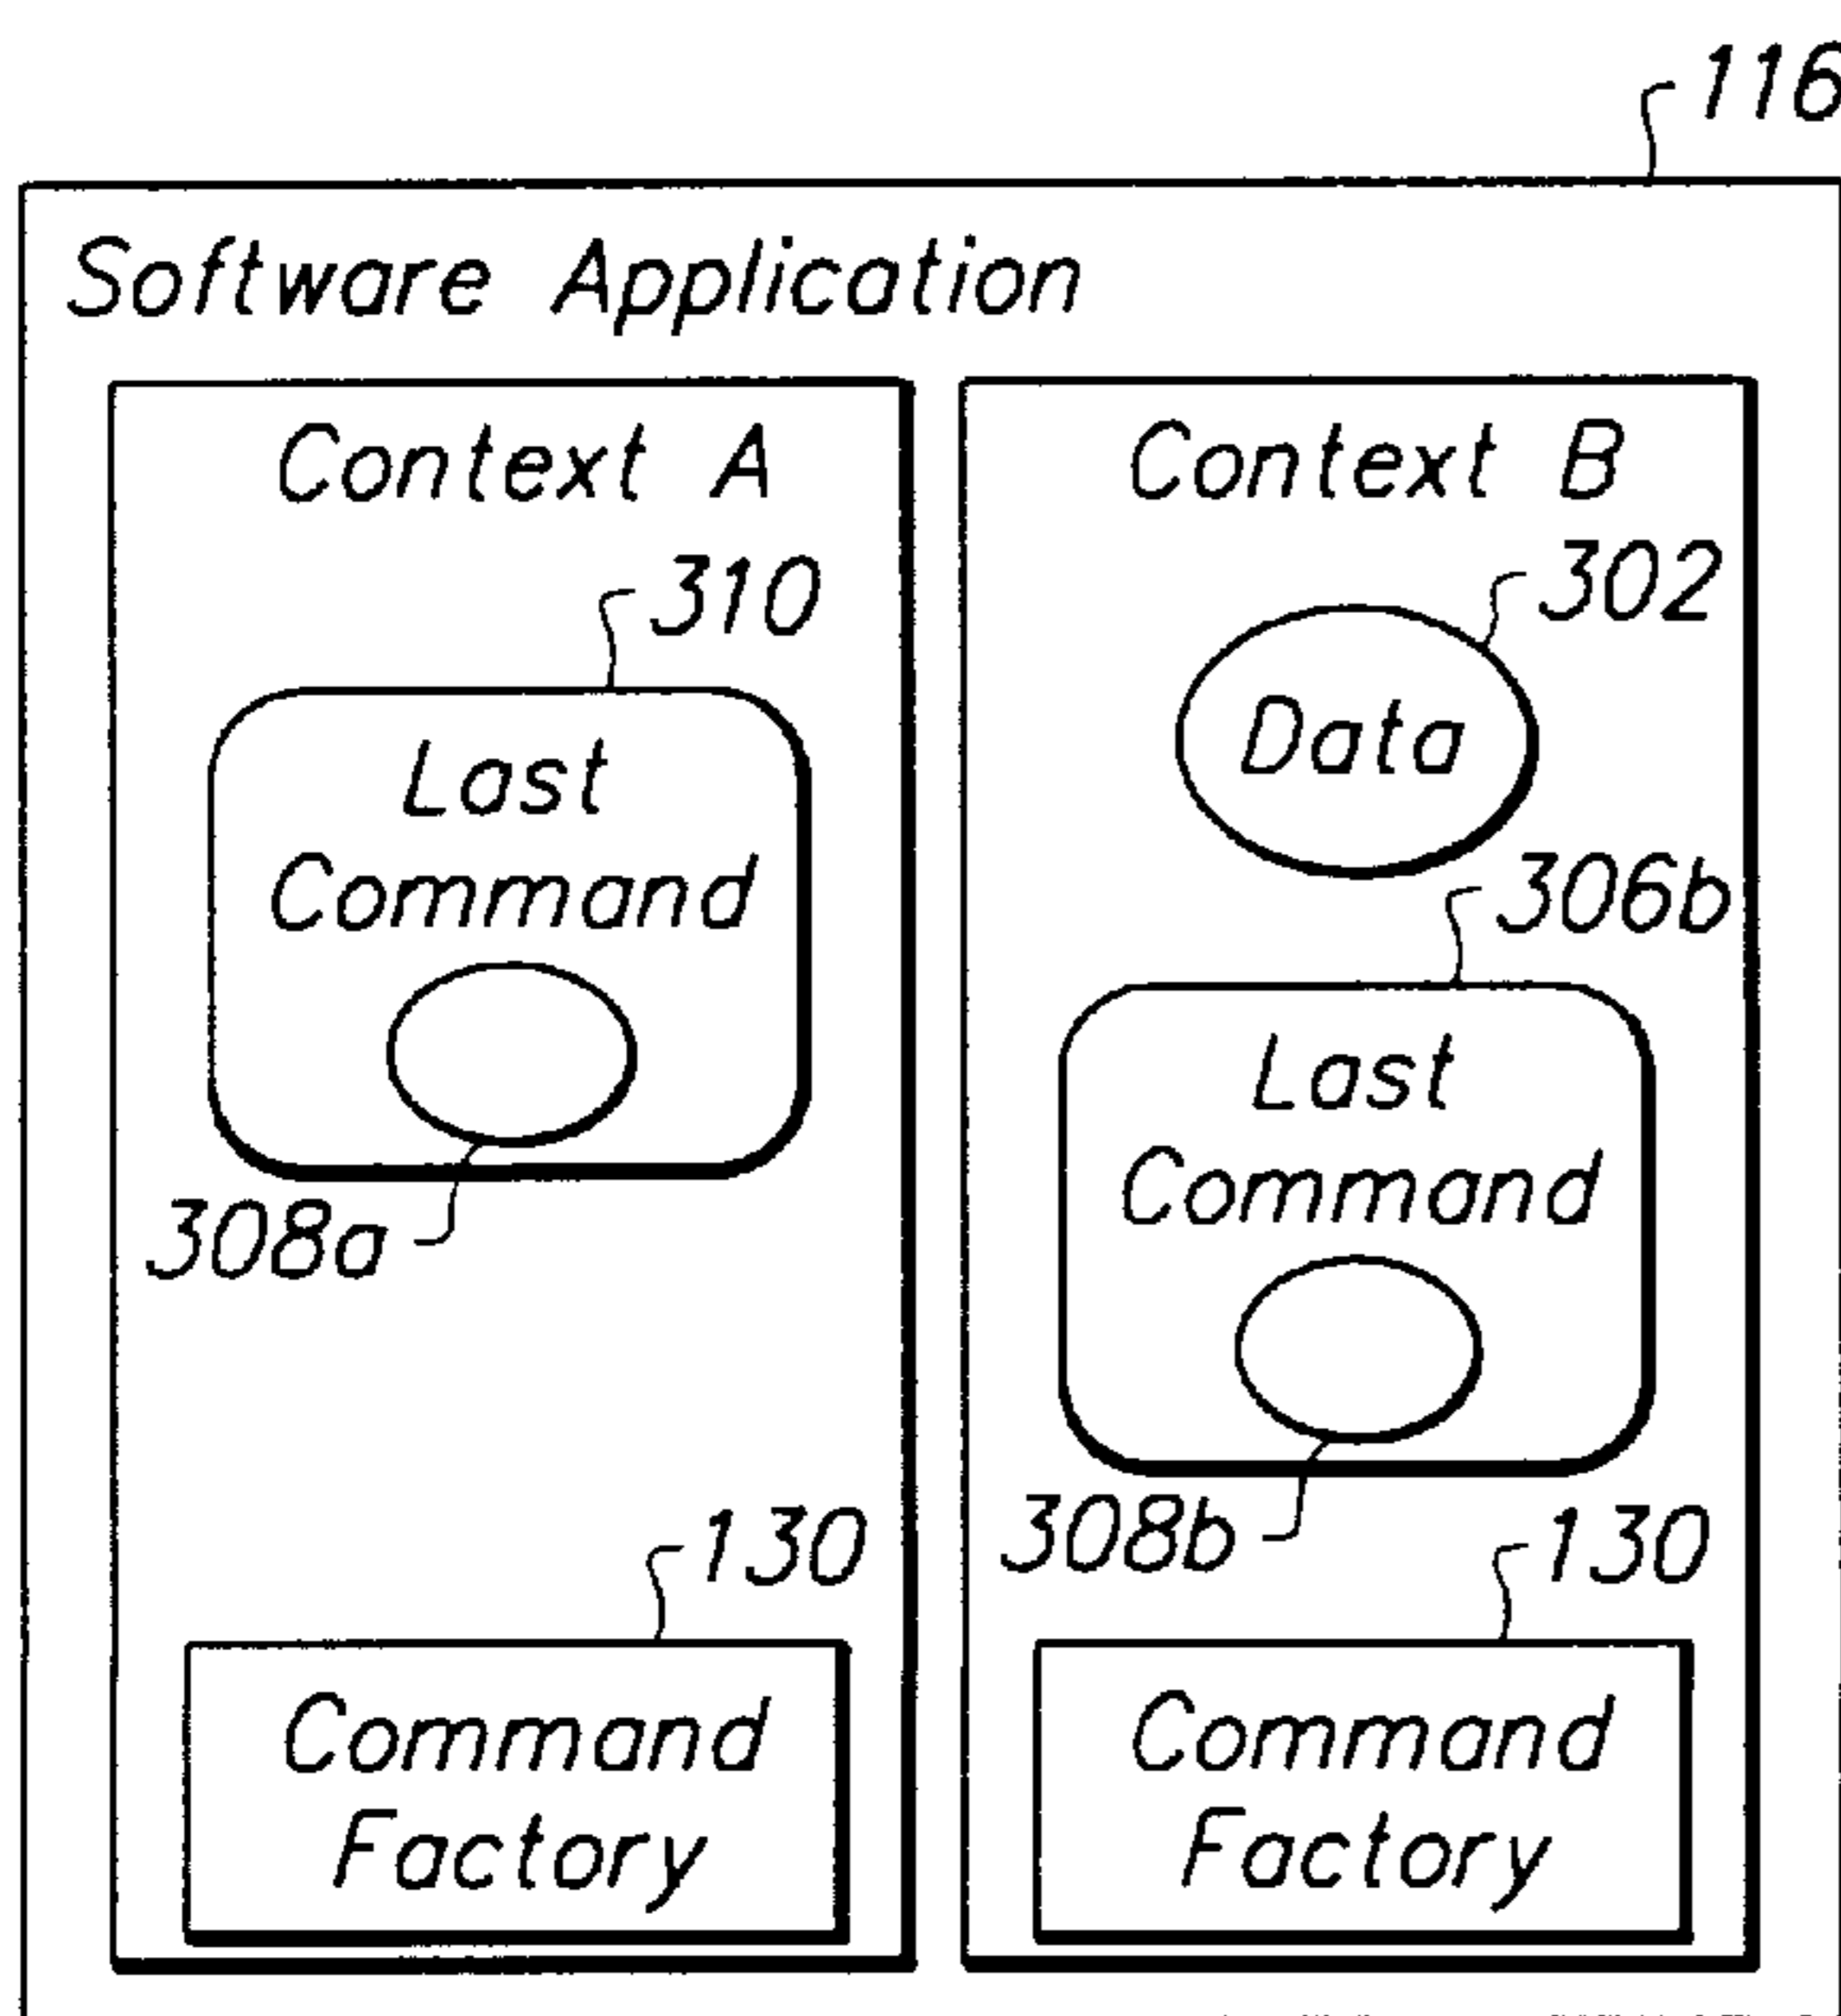 116
Software Application
Context A
310
Last
Command
308a
130
Command
Factory
Context B
302
Data
306b
Last
Command
308b
130
Command
Factory